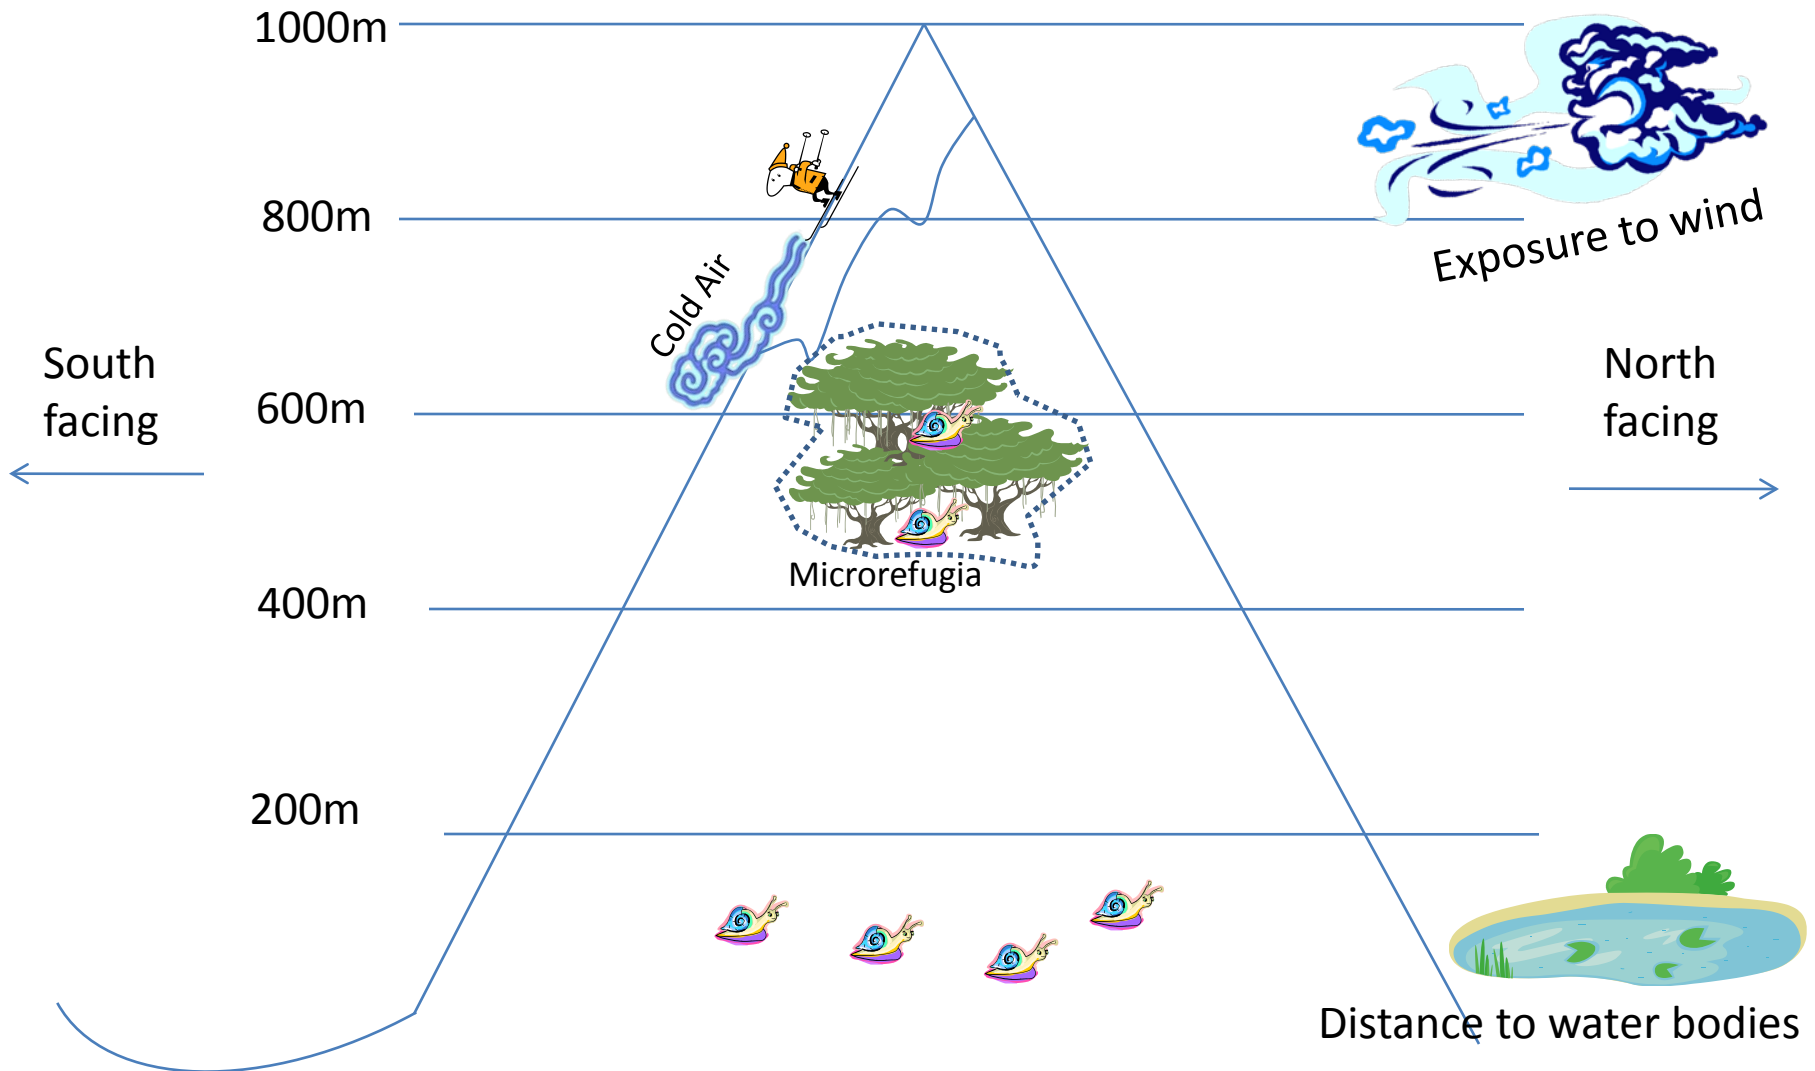 1000m
800m
Exposure to wind
Cold Air
South
facing
North
facing
600m
Microrefugia
400m
200m
Distance to water bodies